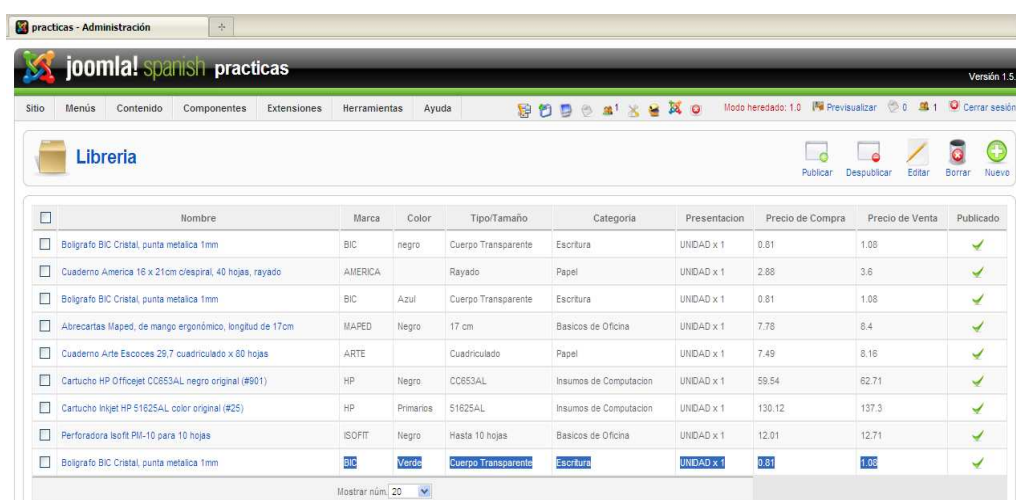 practicas - Administración
joomla! spanish practicas
Versión 1.5.
Sitio Menús Contenido Componentes Extensiones Herramientas Ayuda 1 Modo heredado: 1.0 Previsualizar 0 1 Cerrar sesión
Libreria
Publicar Despublicar Editar Borrar Nuevo
Nombre Marca Color Tipo/Tamaño Categoria Presentacion Precio de Compra Precio de Venta Publicado
Boligrafo BIC Cristal, punta metalica 1mm BIC negro Cuerpo Transparente Escritura UNIDAD x 1 0.81 1.08
Cuaderno America 16 x 21cm c/espiral, 40 hojas, rayado AMERICA Rayado Papel UNIDAD x 1 2.88 3.6
Boligrafo BIC Cristal, punta metalica 1mm BIC Azul Cuerpo Transparente Escritura UNIDAD x 1 0.81 1.08
Abrecartas Maped, de mango ergonómico, longitud de 17cm MAPED Negro 17 cm Basicos de Oficina UNIDAD x 1 7.78 8.4
Cuaderno Arte Escoces 29,7 cuadriculado x 80 hojas ARTE Cuadriculado Papel UNIDAD x 1 7.49 8.16
Cartucho HP Officejet CC653AL negro original (#901) HP Negro CC653AL Insumos de Computacion UNIDAD x 1 59.54 62.71
Cartucho Inkjet HP 51625AL color original (#25) HP Primarios 51625AL Insumos de Computacion UNIDAD x 1 130.12 137.3
Perforadora Isofit PM-10 para 10 hojas ISOFIT Negro Hasta 10 hojas Basicos de Oficina UNIDAD x 1 12.01 12.71
Boligrafo BIC Cristal, punta metalica 1mm BIC Verde Cuerpo Transparente Escritura UNIDAD x 1 0.81 1.08
Mostrar núm. 20